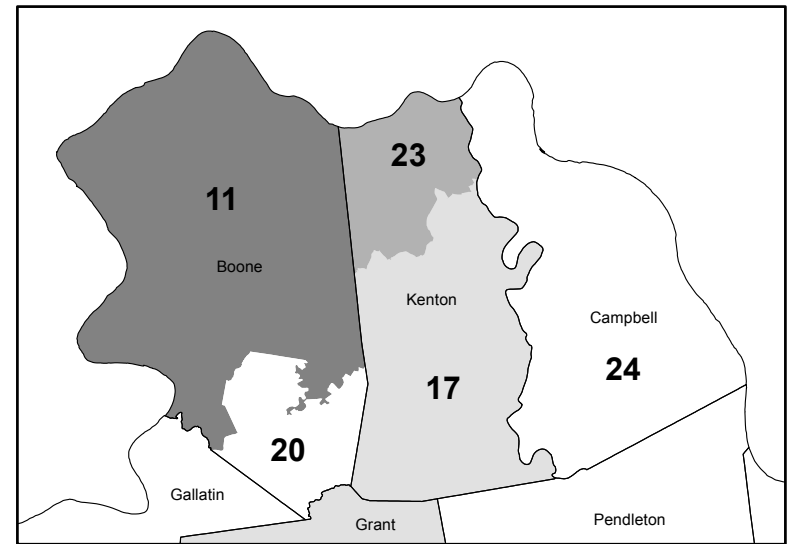 23
11
Boone
Kenton
Campbell
24
17
20
Gallatin
Grant
Pendleton